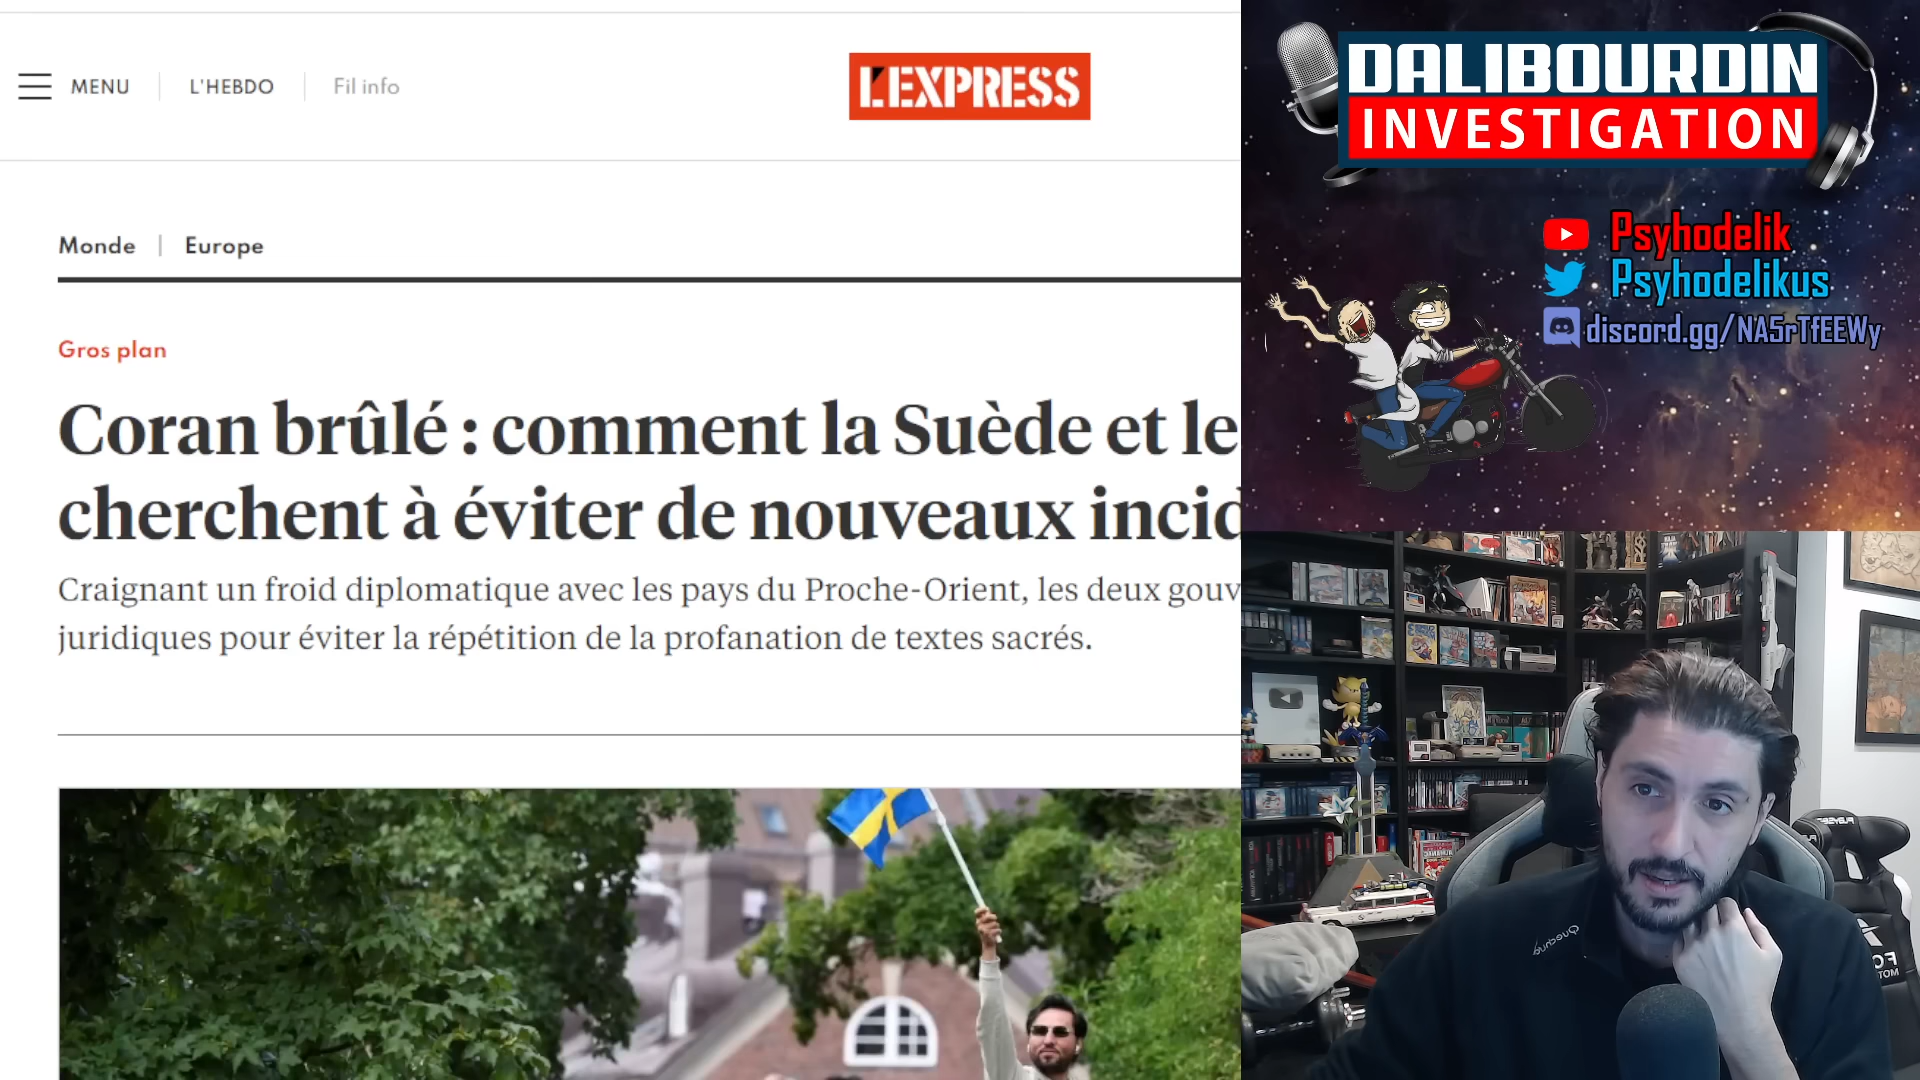 MENU
L'HEBDO
Fil info
L'EXPRESS
Monde
Europe
Gros plan
Coran brûlé : comment la Suède et le
cherchent à éviter de nouveaux incid
Craignant un froid diplomatique avec les pays du Proche-Orient, les deux gouv
juridiques pour éviter la répétition de la profanation de textes sacrés.
DALIBOURDIN
INVESTIGATION
Psyhodelik
Psyhodelikus
discord.gg/NA5rTfEEWy
Quechua